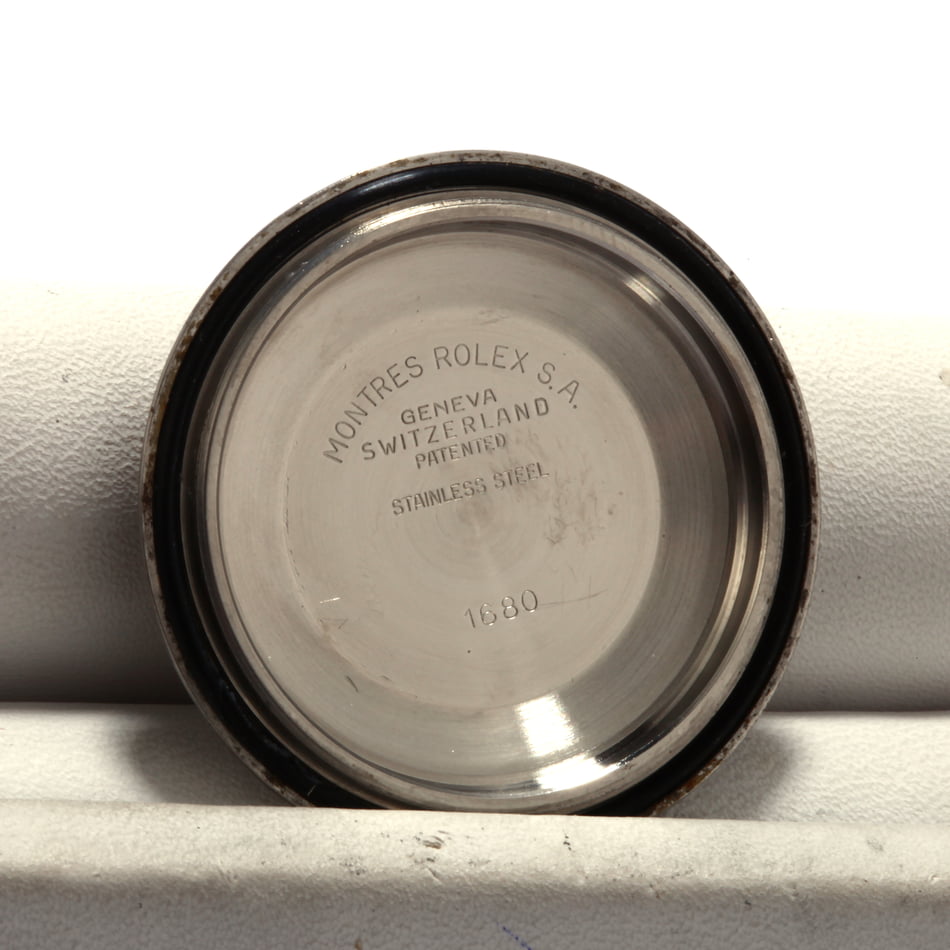 MONTRES ROLEX S.A.
GENEVA
SWITZERLAND
PATENTED
STAINLESS STEEL
1680